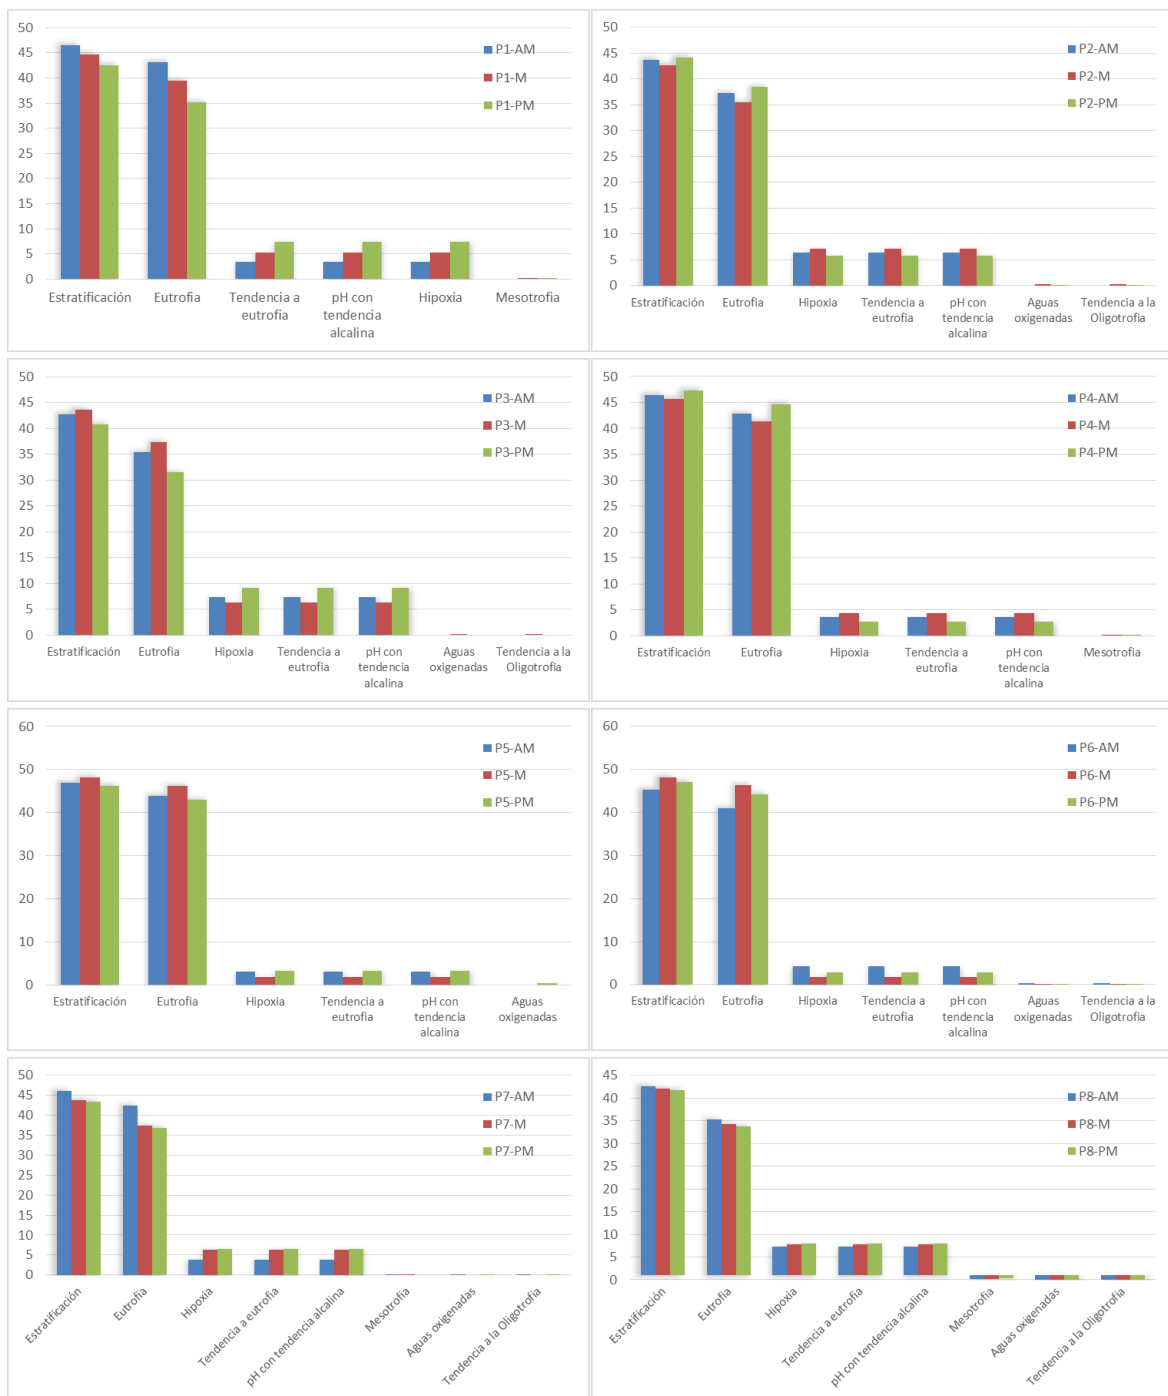 50
45
40
35
30
25
20
15
10
5
0
P1-AM
P1-M
P1-PM
Estratificación Eutrofia Tendencia a eutrofia pH con tendencia alcalina Hipoxia Mesotrofia
50
45
40
35
30
25
20
15
10
5
0
P2-AM
P2-M
P2-PM
Estratificación Eutrofia Hipoxia Tendencia a eutrofia pH con tendencia alcalina Aguas oxigenadas Tendencia a la Oligotrofia
50
45
40
35
30
25
20
15
10
5
0
P3-AM
P3-M
P3-PM
Estratificación Eutrofia Hipoxia Tendencia a eutrofia pH con tendencia alcalina Aguas oxigenadas Tendencia a la Oligotrofia
50
45
40
35
30
25
20
15
10
5
0
P4-AM
P4-M
P4-PM
Estratificación Eutrofia Hipoxia Tendencia a eutrofia pH con tendencia alcalina Mesotrofia
60
50
40
30
20
10
0
P5-AM
P5-M
P5-PM
Estratificación Eutrofia Hipoxia Tendencia a eutrofia pH con tendencia alcalina Aguas oxigenadas
60
50
40
30
20
10
0
P6-AM
P6-M
P6-PM
Estratificación Eutrofia Hipoxia Tendencia a eutrofia pH con tendencia alcalina Aguas oxigenadas Tendencia a la Oligotrofia
50
45
40
35
30
25
20
15
10
5
0
P7-AM
P7-M
P7-PM
Estratificación
Eutrofia
Hipoxia
Tendencia a eutrofia
pH con tendencia alcalina
Mesotrofia
Aguas oxigenadas
Tendencia a la Oligotrofia
45
40
35
30
25
20
15
10
5
0
P8-AM
P8-M
P8-PM
Estratificación
Eutrofia
Hipoxia
Tendencia a eutrofia
pH con tendencia alcalina
Mesotrofia
Aguas oxigenadas
Tendencia a la Oligotrofia